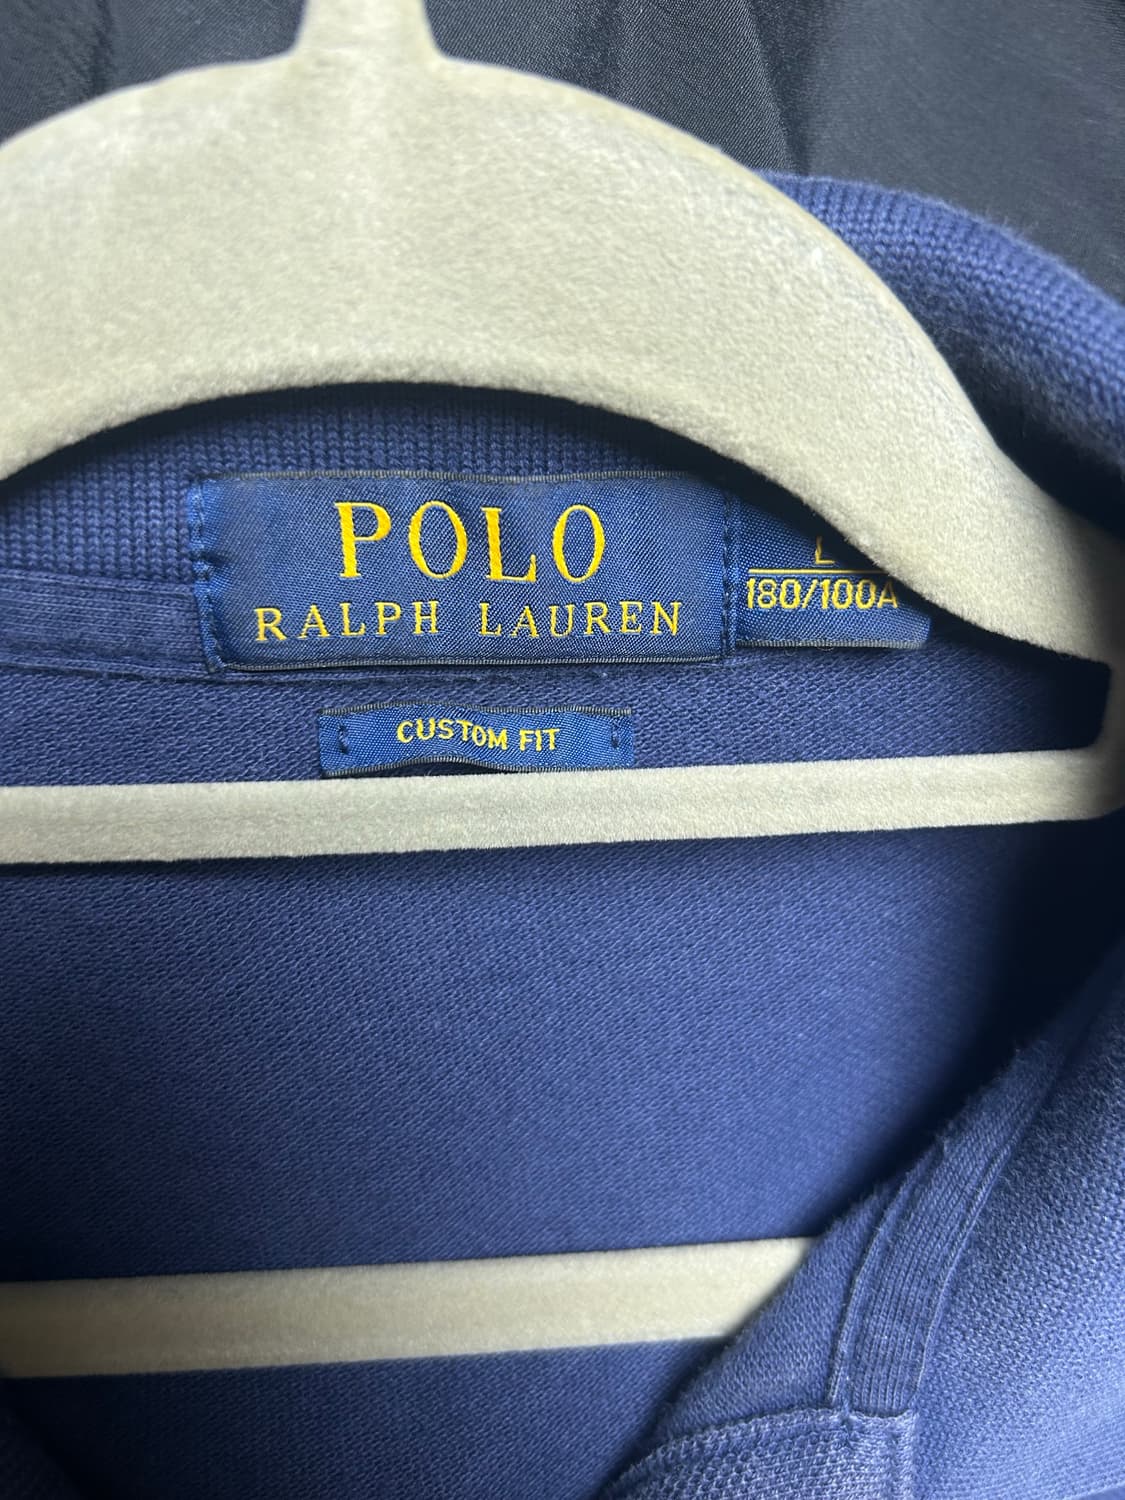 POLO
RALPH LAUREN
L
180/100A
CUSTOM FIT